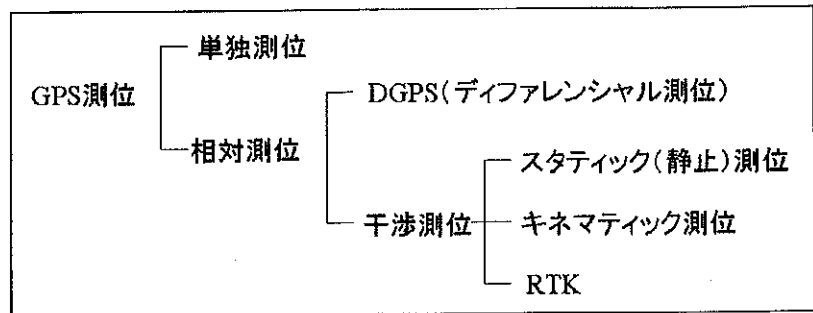 単独測位
GPS測位
相対測位
DGPS(ディファレンシャル測位)
スタティック(静止)測位
干渉測位
キネマティック測位
RTK